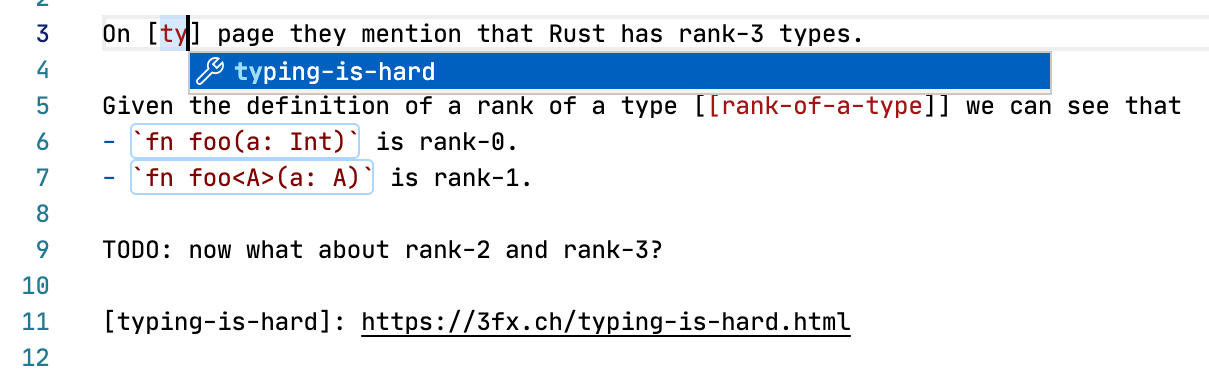 2
3 On [ty] page they mention that Rust has rank-3 types.
4 typing-is-hard
5 Given the definition of a rank of a type [[rank-of-a-type]] we can see that
6 - `fn foo(a: Int)` is rank-0.
7 - `fn foo<A>(a: A)` is rank-1.
8
9 TODO: now what about rank-2 and rank-3?
10
11 [typing-is-hard]: https://3fx.ch/typing-is-hard.html
12